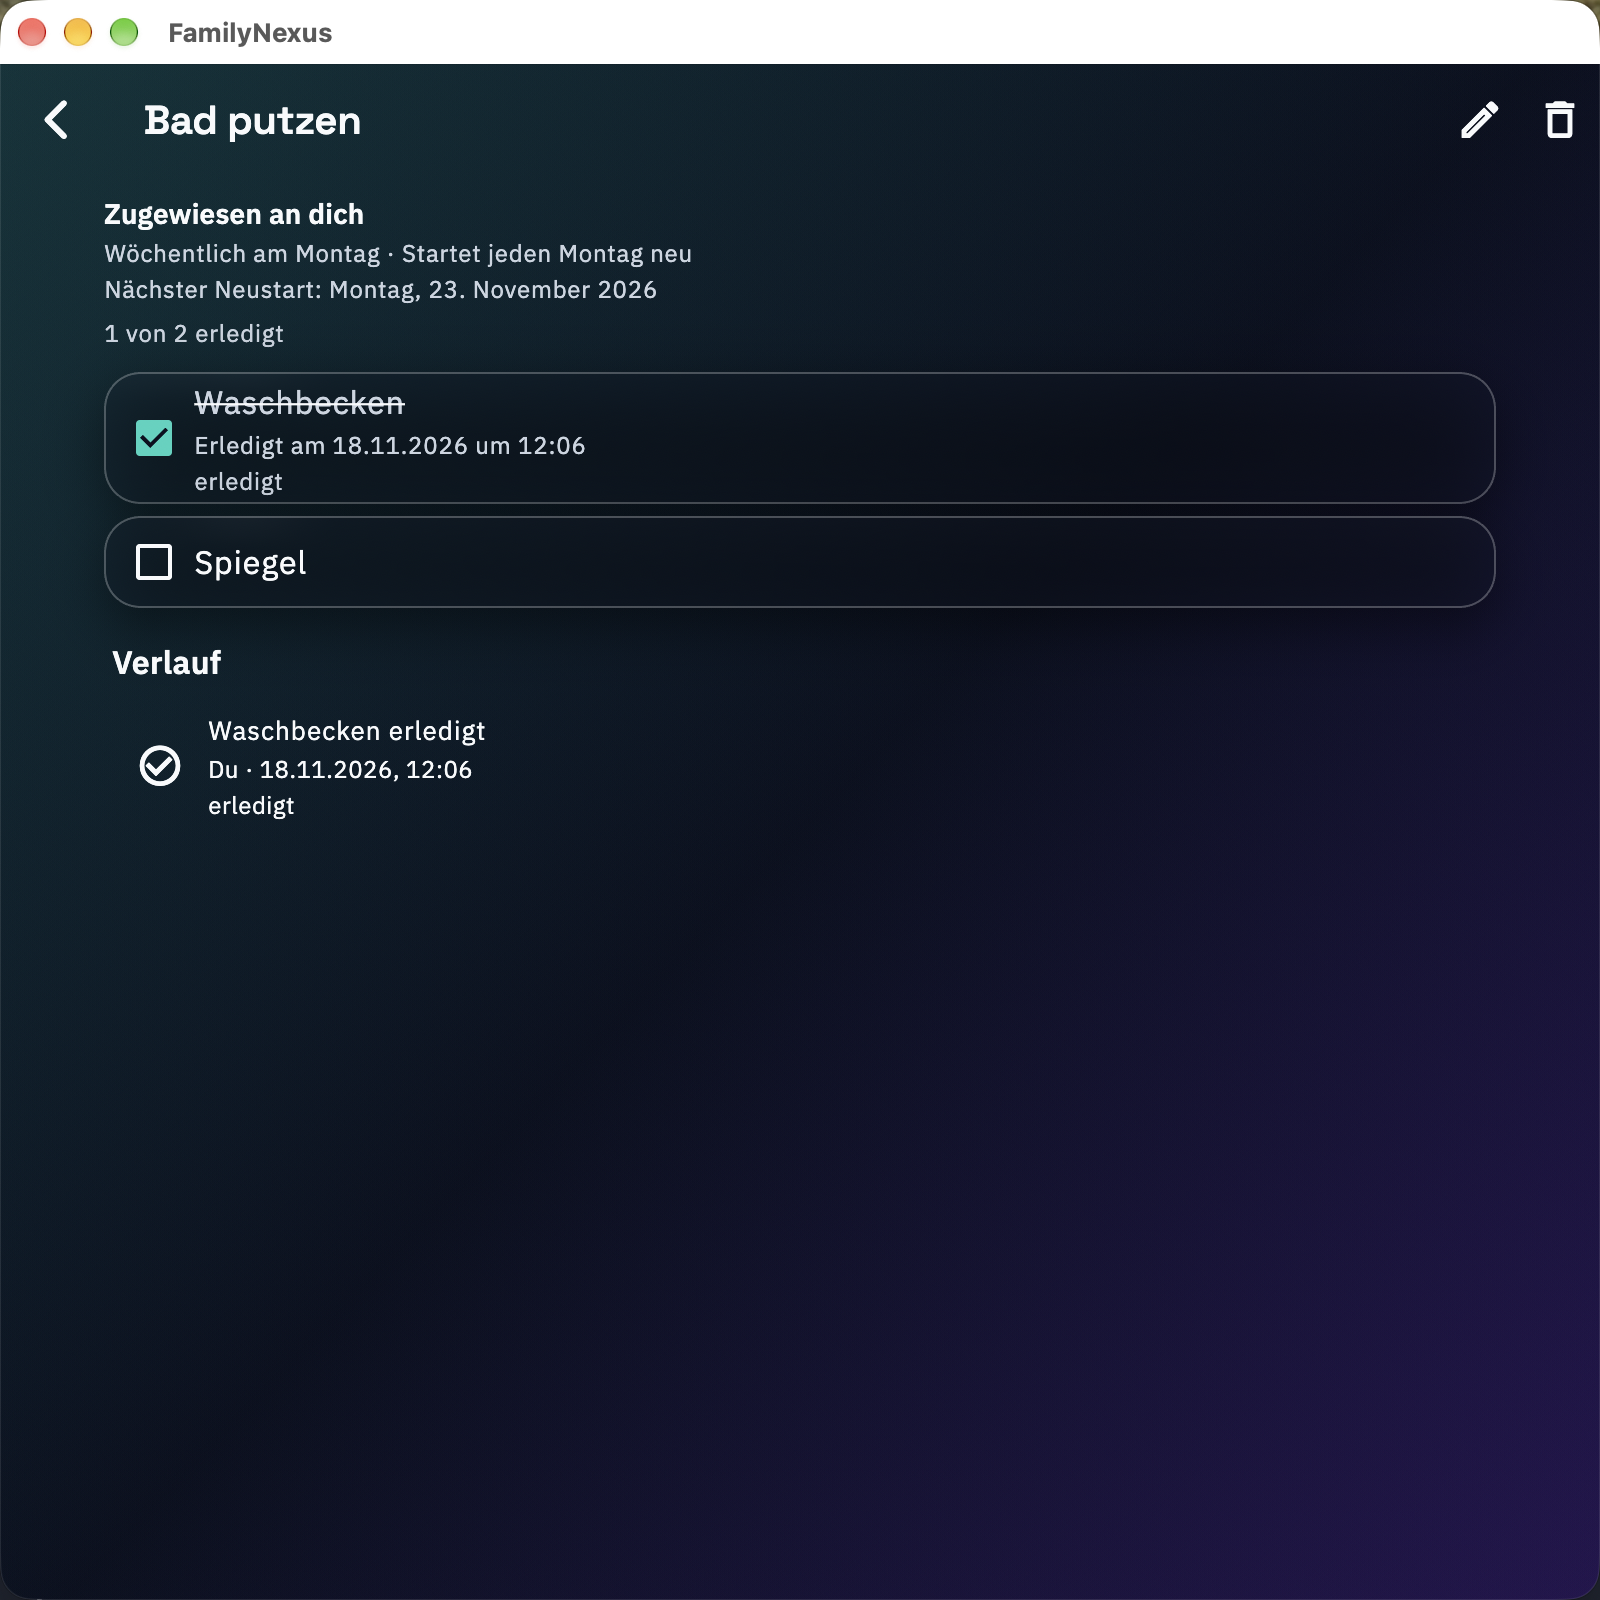 FamilyNexus
Bad putzen
Zugewiesen an dich
Wöchentlich am Montag · Startet jeden Montag neu
Nächster Neustart: Montag, 23. November 2026
1 von 2 erledigt
Waschbecken
Erledigt am 18.11.2026 um 12:06
erledigt
Spiegel
Verlauf
Waschbecken erledigt
Du · 18.11.2026, 12:06
erledigt